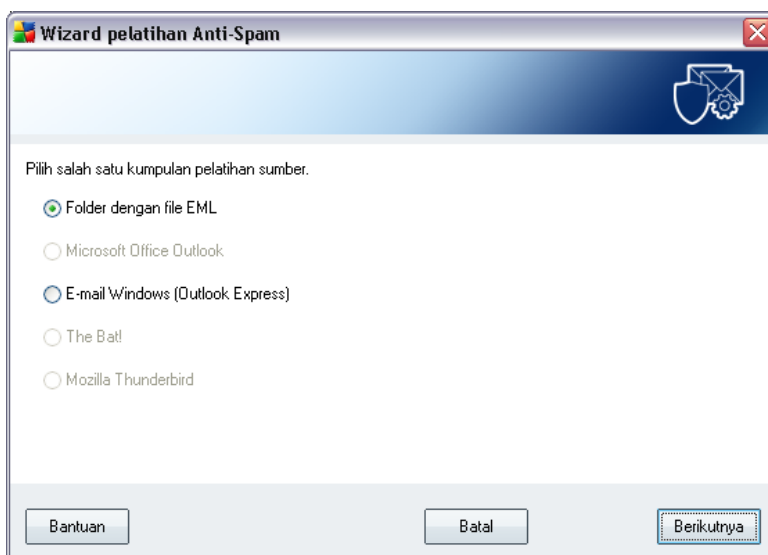 Wizard pelatihan Anti-Spam
Pilih salah satu kumpulan pelatihan sumber.
Folder dengan file EML
Microsoft Office Outlook
E-mail Windows (Outlook Express)
The Bat!
Mozilla Thunderbird
Bantuan
Batal
Berikutnya